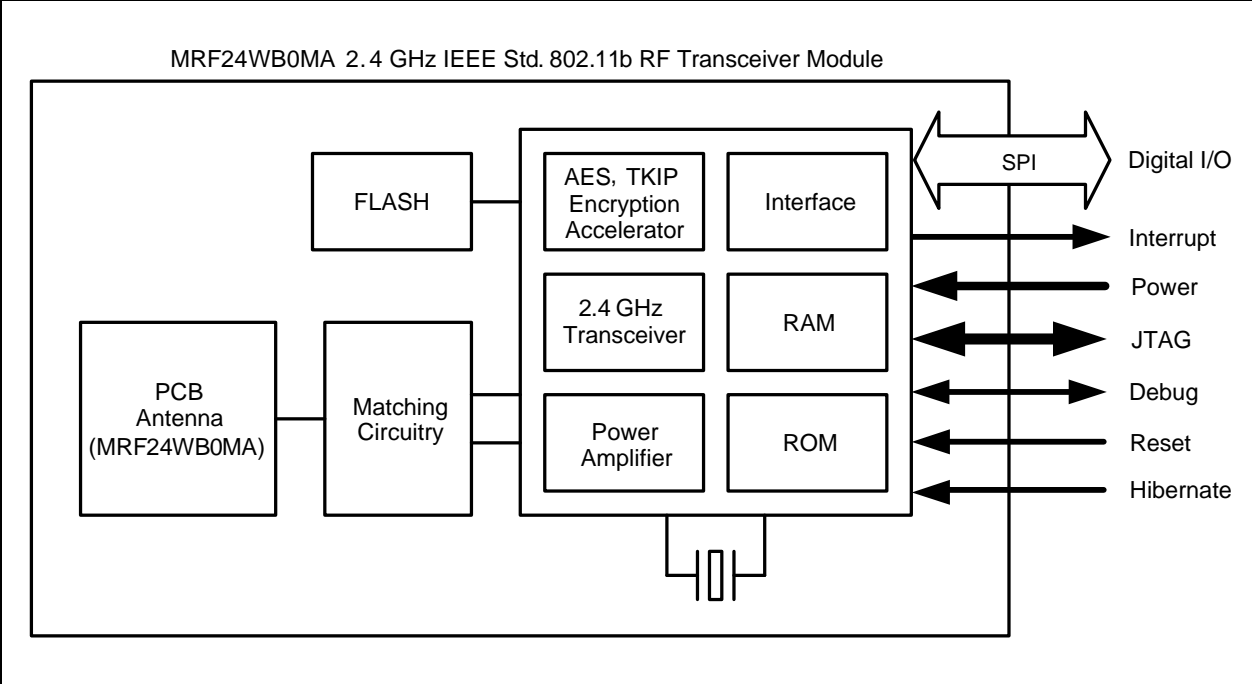 MRF24WB0MA 2.4 GHz IEEE Std. 802.11b RF Transceiver Module
FLASH
AES, TKIP
Encryption
Accelerator
Interface
SPI
Digital I/O
Interrupt
Power
2.4 GHz
Transceiver
RAM
JTAG
PCB
Antenna
(MRF24WB0MA)
Matching
Circuitry
Power
Amplifier
ROM
Debug
Reset
Hibernate